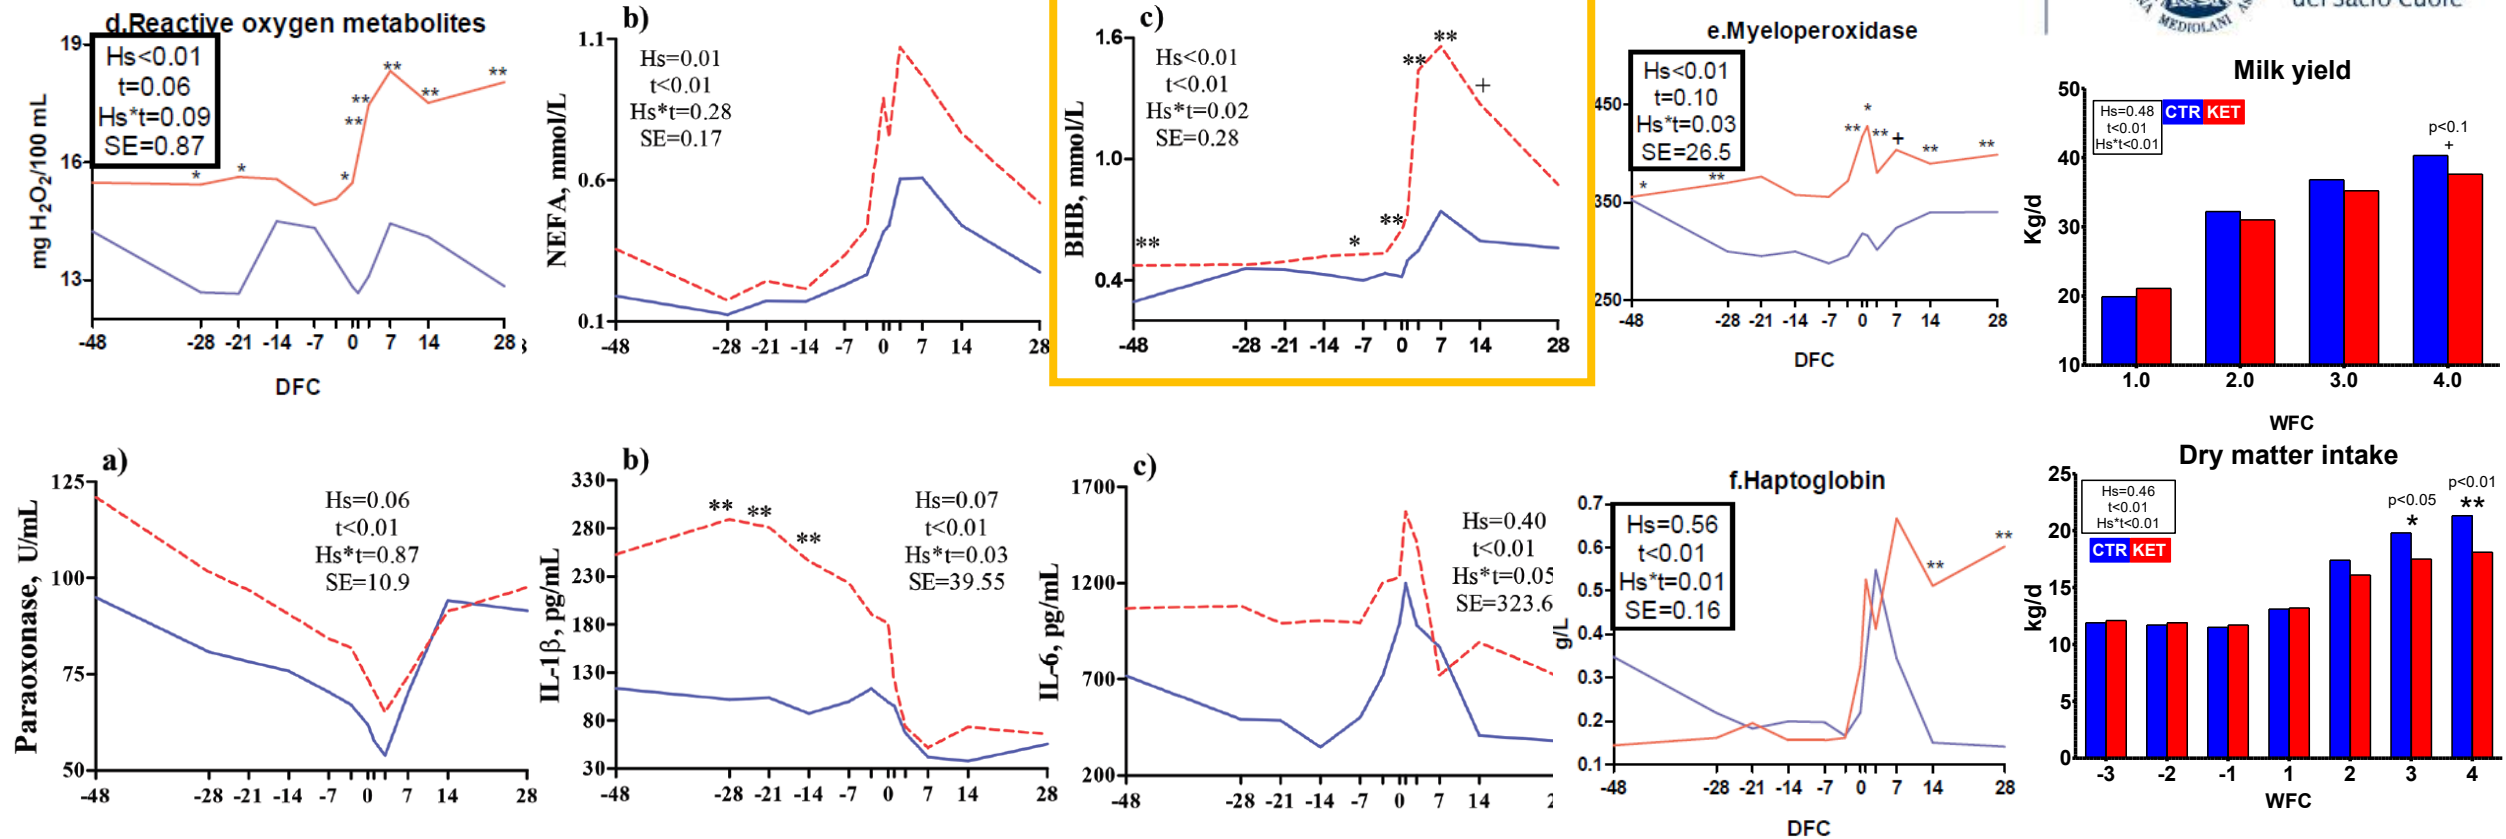 d.Reactive oxygen metabolites
19
16
13
mg H₂O₂/100 mL
Hs<0.01
t=0.06
Hs*t=0.09
SE=0.87
* * * ** ** ** ** **
-48 -28 -21 -14 -7 0 7 14 28
DFC
b)
1.1
0.6
0.1
NEFA, mmol/L
Hs=0.01
t<0.01
Hs*t=0.28
SE=0.17
-48 -28 -21 -14 -7 0 7 14 28
c)
1.6
1.0
0.4
BHB, mmol/L
Hs<0.01
t<0.01
Hs*t=0.02
SE=0.28
** * ** ** ** +
-48 -28 -21 -14 -7 0 7 14 28
e.Myeloperoxidase
450
350
250
Hs<0.01
t=0.10
Hs*t=0.03
SE=26.5
* ** ** * ** + ** **
-48 -28 -21 -14 -7 0 7 14 28
DFC
MEDIOLANI
del Sacro Cuore
Milk yield
50
40
30
20
10
Kg/d
Hs=0.48
t<0.01
Hs*t<0.01
CTR KET
p<0.1
+
1.0 2.0 3.0 4.0
WFC
a)
125
100
75
50
Paraoxonase, U/mL
Hs=0.06
t<0.01
Hs*t=0.87
SE=10.9
-48 -28 -21 -14 -7 0 7 14 28
b)
330
280
230
180
130
80
30
IL-1β, pg/mL
** ** **
Hs=0.07
t<0.01
Hs*t=0.03
SE=39.55
-48 -28 -21 -14 -7 0 7 14 28
c)
1700
1200
700
200
IL-6, pg/mL
Hs=0.40
t<0.01
Hs*t=0.05
SE=323.6
-48 -28 -21 -14 -7 0 7 14
f.Haptoglobin
0.7
0.6
0.5
0.4
0.3
0.2
0.1
g/L
Hs=0.56
t<0.01
Hs*t=0.01
SE=0.16
** **
-48 -28 -21 -14 -7 0 7 14 28
DFC
Dry matter intake
25
20
15
10
5
0
kg/d
Hs=0.46
t<0.01
Hs*t<0.01
CTR KET
p<0.05
*
p<0.01
**
-3 -2 -1 1 2 3 4
WFC